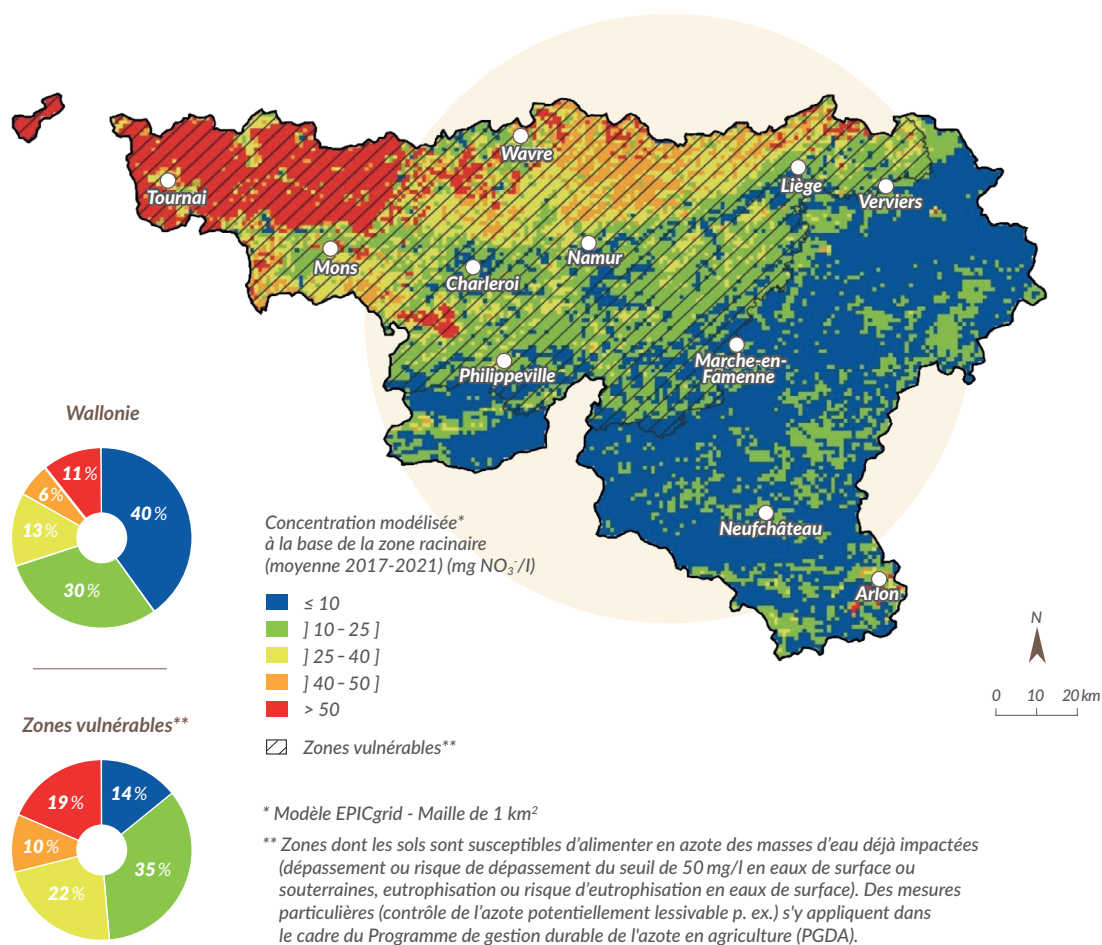 Wavre
Tournai
Liège
Verviers
Mons
Namur
Charleroi
Marche-en-
Famenne
Philippeville
Neufchâteau
Arlon
Wallonie
11 %
6 %
40 %
13 %
30 %
Concentration modélisée*
à la base de la zone racinaire
(moyenne 2017-2021) (mg NO₃⁻/l)
≤ 10
] 10 – 25 ]
] 25 – 40 ]
] 40 – 50 ]
> 50
Zones vulnérables**
N
0 10 20 km
Zones vulnérables**
19 %
14 %
10 %
35 %
22 %
* Modèle EPICgrid - Maille de 1 km²
** Zones dont les sols sont susceptibles d’alimenter en azote des masses d’eau déjà impactées
(dépassement ou risque de dépassement du seuil de 50 mg/l en eaux de surface ou
souterraines, eutrophisation ou risque d’eutrophisation en eaux de surface). Des mesures
particulières (contrôle de l’azote potentiellement lessivable p. ex.) s'y appliquent dans
le cadre du Programme de gestion durable de l'azote en agriculture (PGDA).